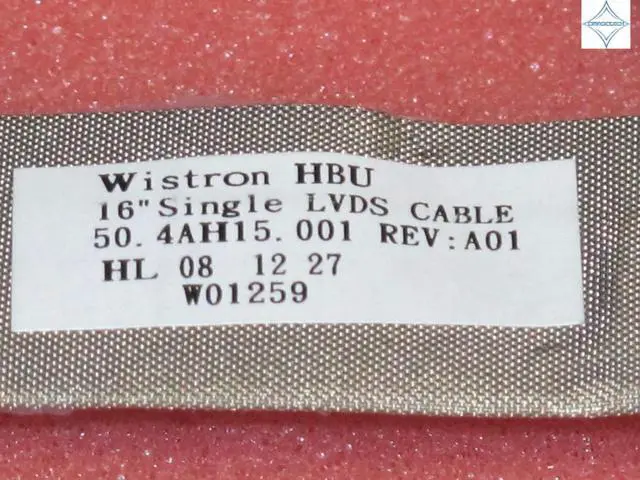 Wistron HBU
16" Single LVDS CABLE
50.4AH15.001 REV:A01
HL 08 12 27
W01259